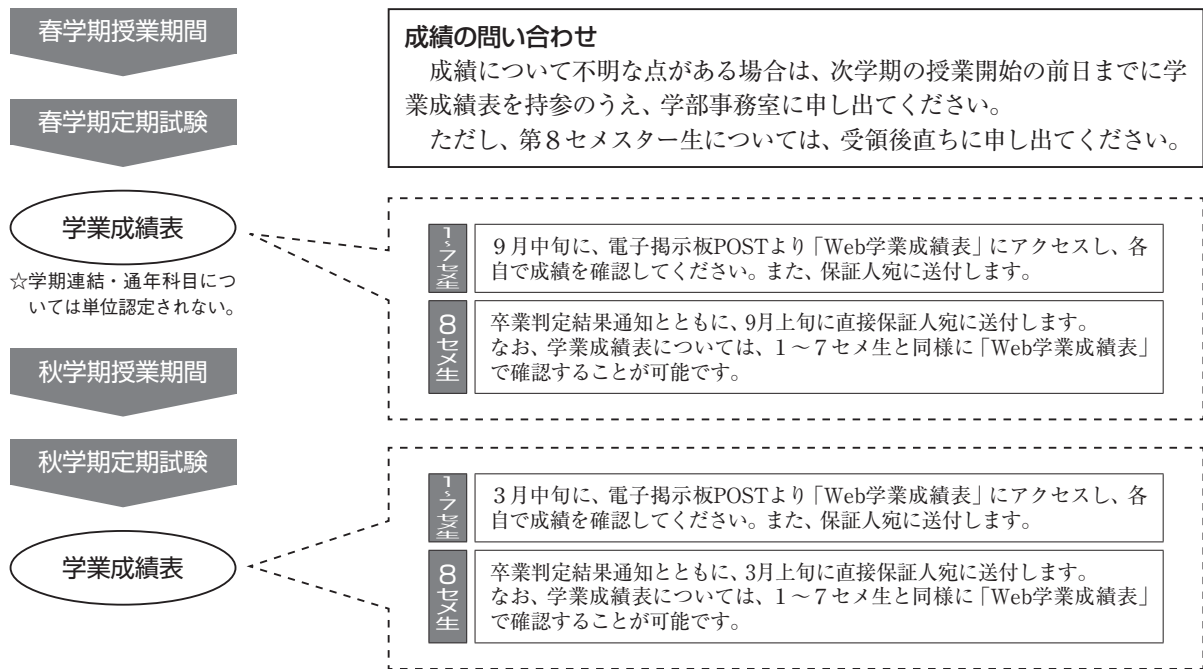 春学期授業期間
春学期定期試験
学業成績表
☆学期連結・通年科目につ
いては単位認定されない。
秋学期授業期間
秋学期定期試験
学業成績表
成績の問い合わせ
成績について不明な点がある場合は、次学期の授業開始の前日までに学
業成績表を持参のうえ、学部事務室に申し出てください。
ただし、第8セメスター生については、受領後直ちに申し出てください。
1~7セメ生
9月中旬に、電子掲示板POSTより「Web学業成績表」にアクセスし、各
自で成績を確認してください。また、保証人宛に送付します。
8セメ生
卒業判定結果通知とともに、9月上旬に直接保証人宛に送付します。
なお、学業成績表については、1～7セメ生と同様に「Web学業成績表」
で確認することが可能です。
1~7セメ生
3月中旬に、電子掲示板POSTより「Web学業成績表」にアクセスし、各
自で成績を確認してください。また、保証人宛に送付します。
8セメ生
卒業判定結果通知とともに、3月上旬に直接保証人宛に送付します。
なお、学業成績表については、1～7セメ生と同様に「Web学業成績表」
で確認することが可能です。